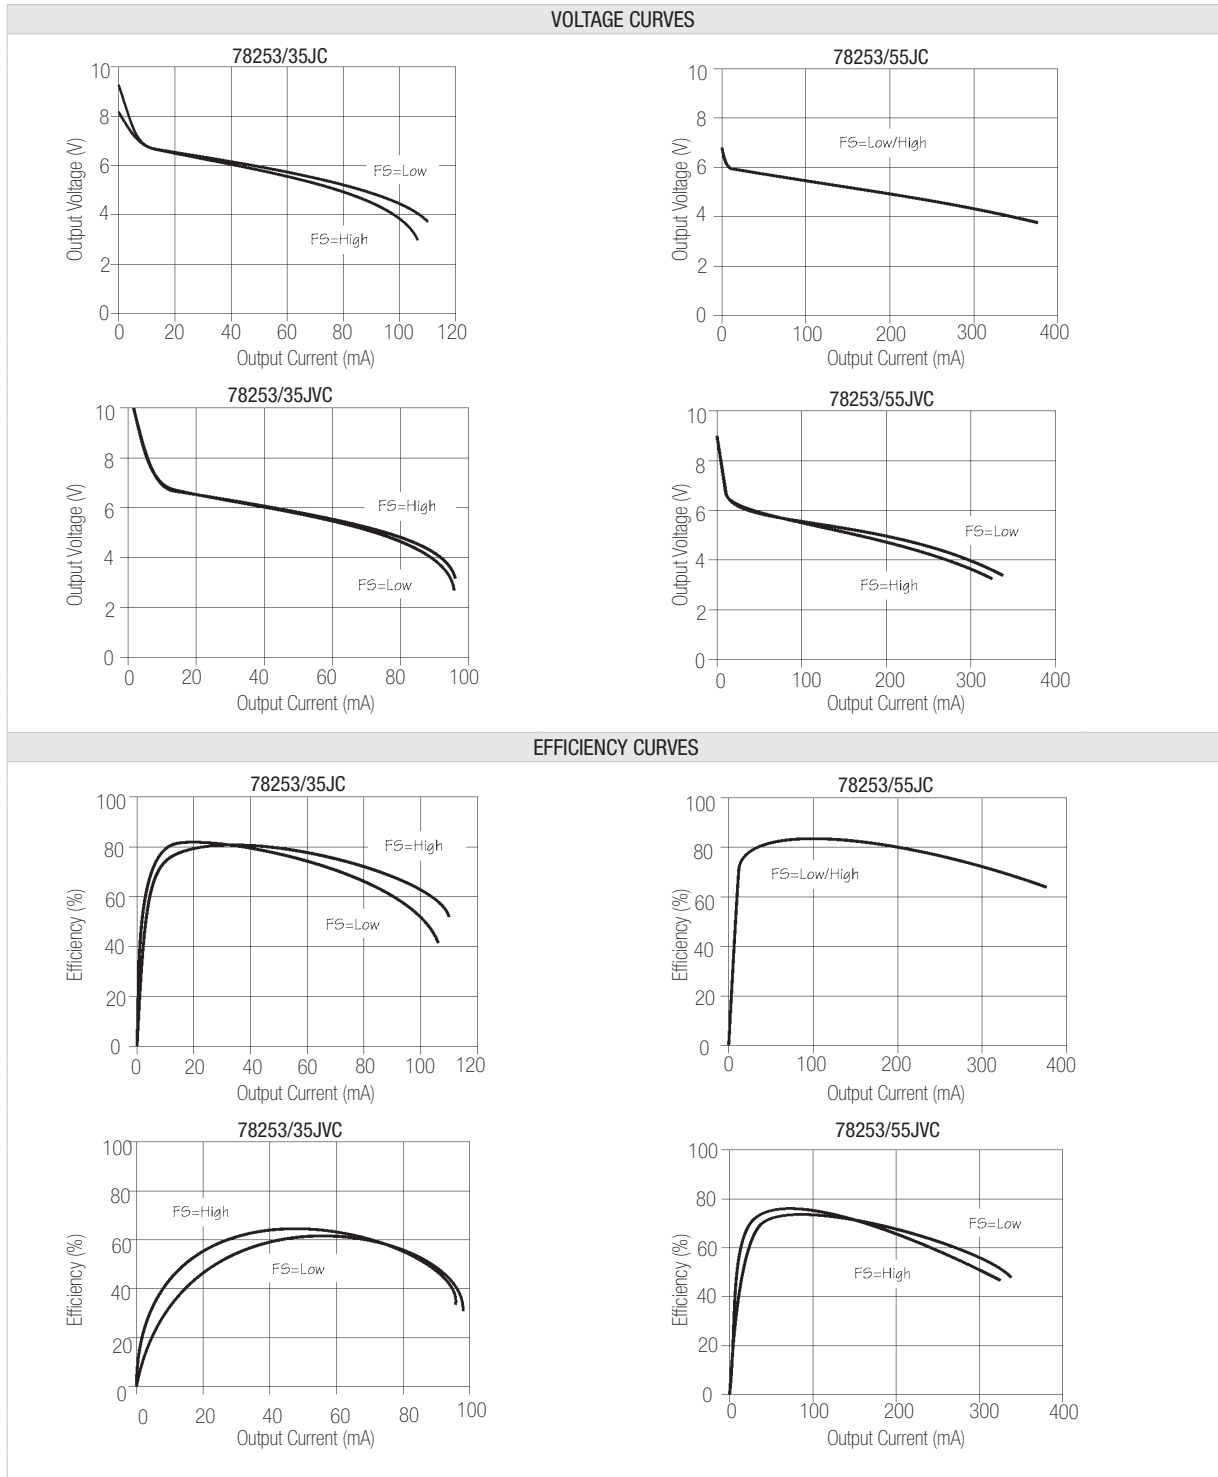 VOLTAGE CURVES
78253/35JC
10
8
6
4
2
0
0 20 40 60 80 100 120
Output Voltage (V)
Output Current (mA)
FS=Low
FS=High
78253/55JC
10
8
6
4
2
0
0 100 200 300 400
Output Voltage (V)
Output Current (mA)
FS=Low/High
78253/35JVC
10
8
6
4
2
0
0 20 40 60 80 100
Output Voltage (V)
Output Current (mA)
FS=High
FS=Low
78253/55JVC
10
8
6
4
2
0
0 100 200 300 400
Output Voltage (V)
Output Current (mA)
FS=Low
FS=High
EFFICIENCY CURVES
78253/35JC
100
80
60
40
20
0
0 20 40 60 80 100 120
Efficiency (%)
Output Current (mA)
FS=High
FS=Low
78253/55JC
100
80
60
40
20
0
0 100 200 300 400
Efficiency (%)
Output Current (mA)
FS=Low/High
78253/35JVC
100
80
60
40
20
0
0 20 40 60 80 100
Efficiency (%)
Output Current (mA)
FS=High
FS=Low
78253/55JVC
100
80
60
40
20
0
0 100 200 300 400
Efficiency (%)
Output Current (mA)
FS=Low
FS=High